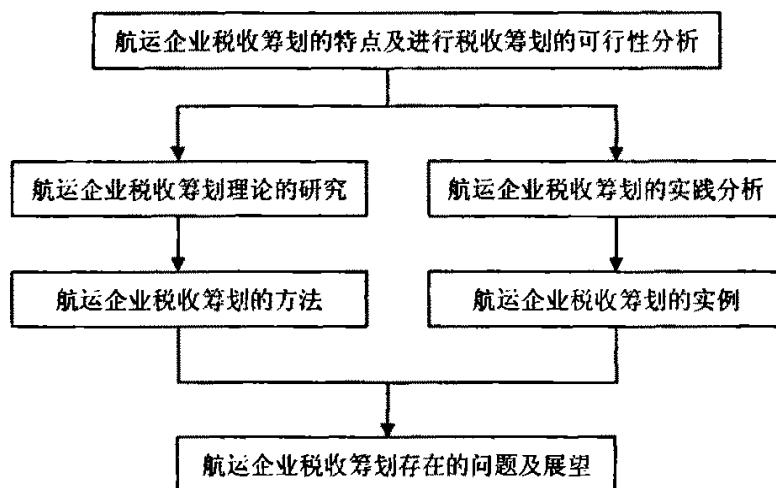 航运企业税收筹划的特点及进行税收筹划的可行性分析
航运企业税收筹划理论的研究
航运企业税收筹划的实践分析
航运企业税收筹划的方法
航运企业税收筹划的实例
航运企业税收筹划存在的问题及展望